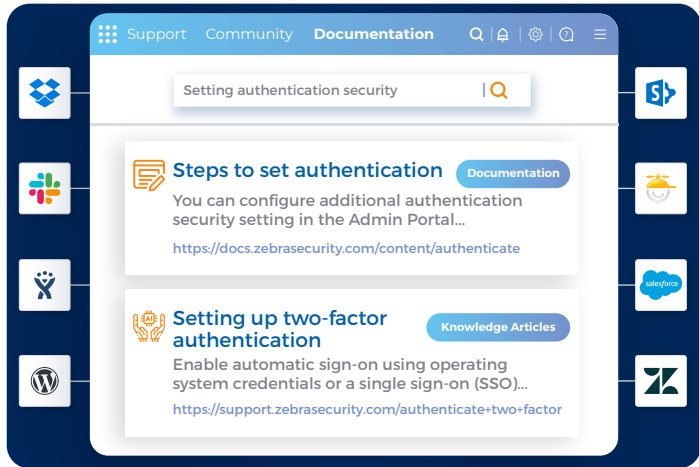 Support Community Documentation
Setting authentication security
Steps to set authentication
Documentation
You can configure additional authentication
security setting in the Admin Portal...
https://docs.zebrasecurity.com/content/authenticate
AI
Setting up two-factor
authentication
Knowledge Articles
Enable automatic sign-on using operating
system credentials or a single sign-on (SSO)...
https://support.zebrasecurity.com/authenticate+two+factor
S
salesforce